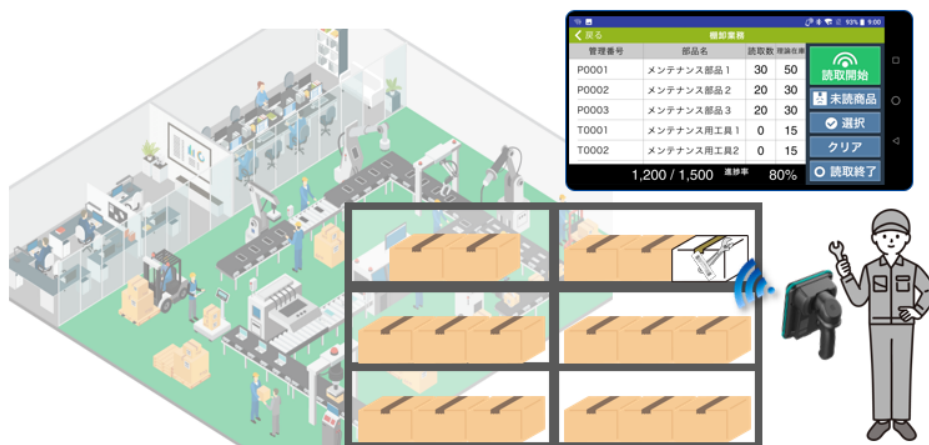 93% 9:00
戻る 棚卸業務
管理番号 部品名 読取数 理論在庫
P0001 メンテナンス部品1 30 50
P0002 メンテナンス部品2 20 30
P0003 メンテナンス部品3 20 30
T0001 メンテナンス用工具1 0 15
T0002 メンテナンス用工具2 0 15
1,200 / 1,500 進捗率 80%
読取開始
未読商品
選択
クリア
読取終了